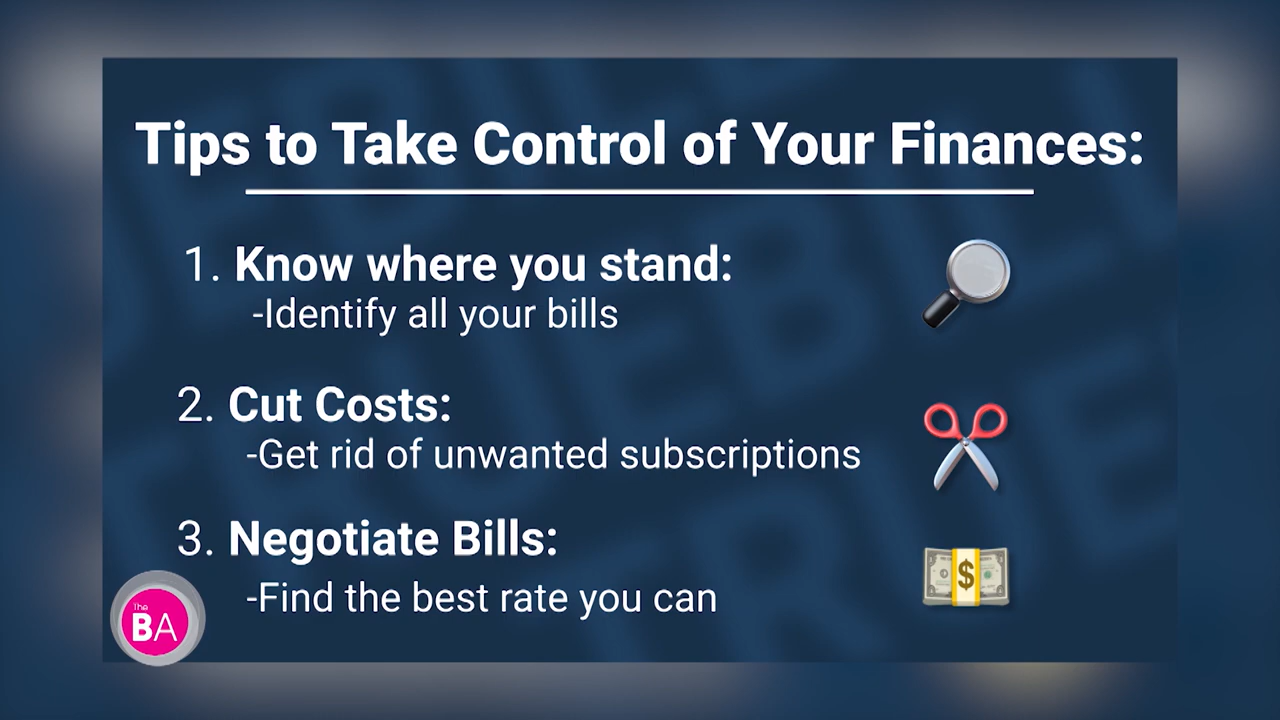 Tips to Take Control of Your Finances:
1. Know where you stand:
-Identify all your bills
2. Cut Costs:
-Get rid of unwanted subscriptions
3. Negotiate Bills:
-Find the best rate you can
$
The
BA